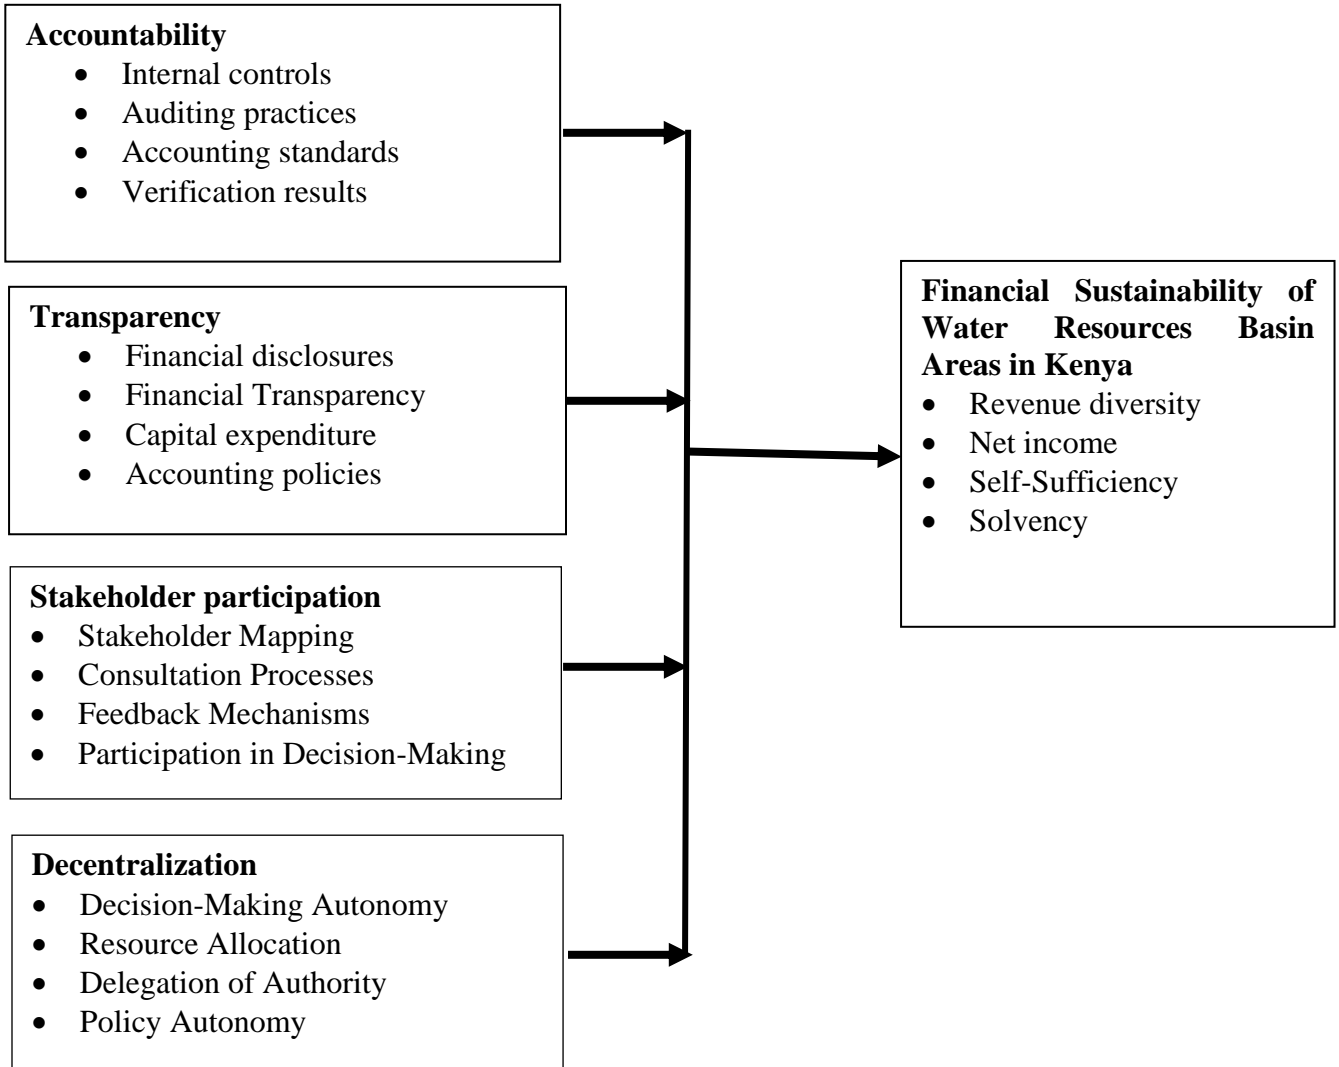 Accountability
• Internal controls
• Auditing practices
• Accounting standards
• Verification results
Transparency
• Financial disclosures
• Financial Transparency
• Capital expenditure
• Accounting policies
Stakeholder participation
• Stakeholder Mapping
• Consultation Processes
• Feedback Mechanisms
• Participation in Decision-Making
Decentralization
• Decision-Making Autonomy
• Resource Allocation
• Delegation of Authority
• Policy Autonomy
Financial Sustainability of
Water Resources Basin
Areas in Kenya
• Revenue diversity
• Net income
• Self-Sufficiency
• Solvency